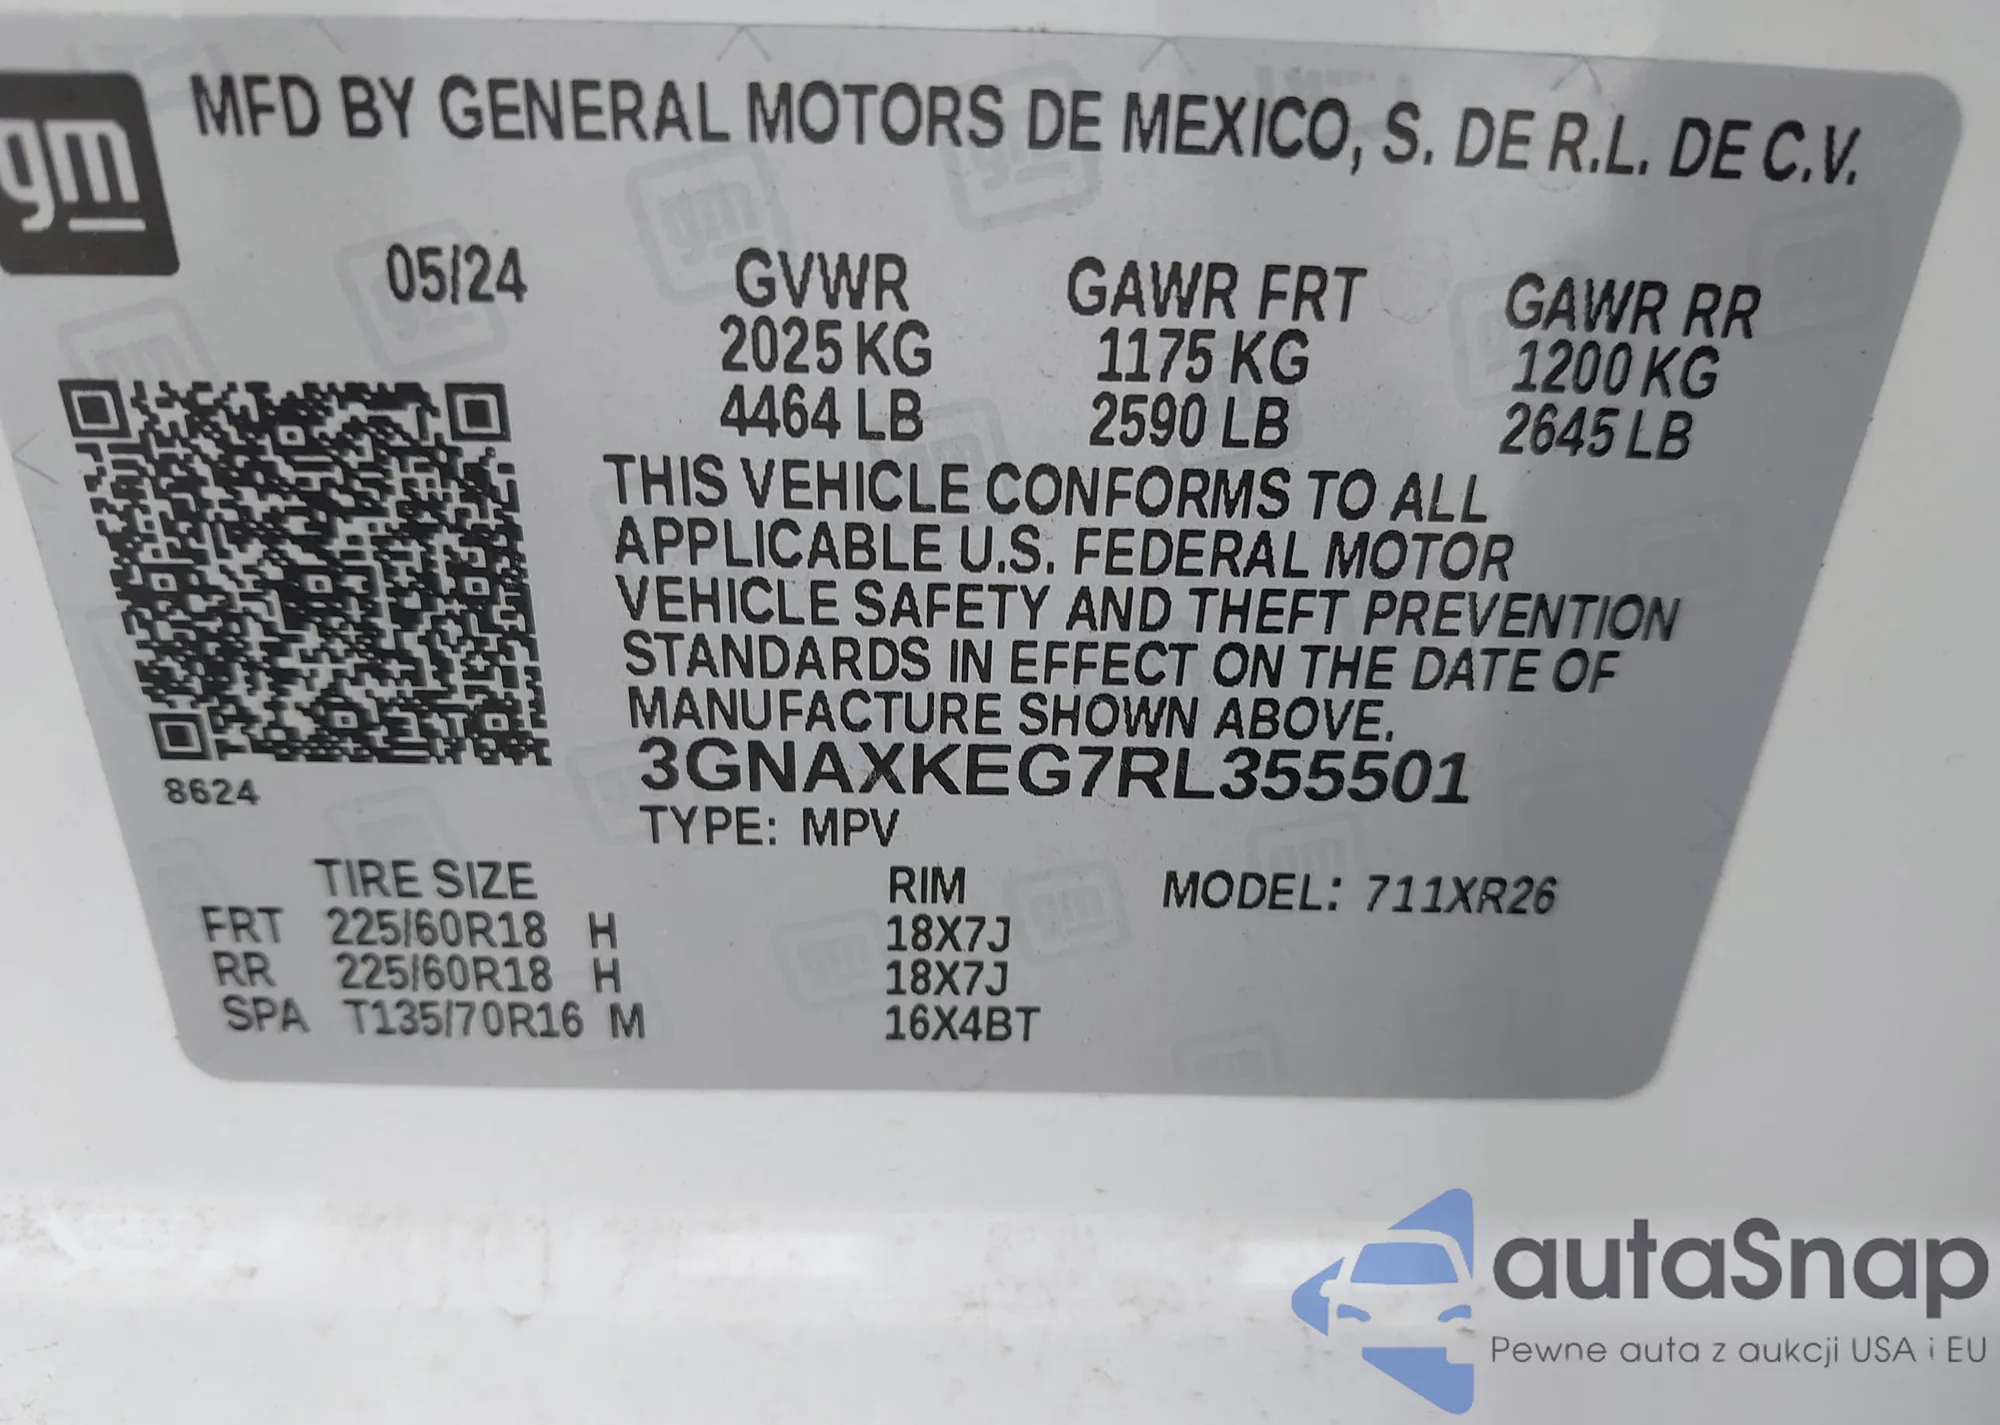 gm
MFD BY GENERAL MOTORS DE MEXICO, S. DE R.L. DE C.V.
05/24 GVWR GAWR FRT GAWR RR
2025 KG 1175 KG 1200 KG
4464 LB 2590 LB 2645 LB
THIS VEHICLE CONFORMS TO ALL
APPLICABLE U.S. FEDERAL MOTOR
VEHICLE SAFETY AND THEFT PREVENTION
STANDARDS IN EFFECT ON THE DATE OF
MANUFACTURE SHOWN ABOVE.
3GNAXKEG7RL355501
8624
TYPE: MPV
TIRE SIZE RIM MODEL: 711XR26
FRT 225/60R18 H 18X7J
RR 225/60R18 H 18X7J
SPA T135/70R16 M 16X4BT
autaSnap
Pewne auta z aukcji USA i EU